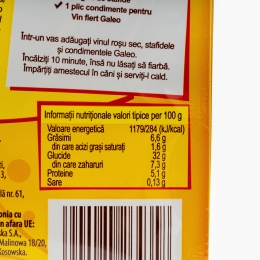 1 plic condimente pentru
Vin fiert Galeo
Într-un vas adăugați vinul roșu sec, stafidele
și condimentele Galeo.
Încălziți 10 minute, însă nu lăsați să fiarbă.
Împărțiți amestecul în căni și serviți-l cald.
Informații nutriționale valori tipice per 100 g
Valoare energetică 1179/284 (kJ/kcal)
Grăsimi 6,6 g
din care acizi grași saturați 1,6 g
Glucide 32 g
din care zaharuri 7,3 g
Proteine 5,1 g
Sare 0,13 g
lă nr. 61,
onia cu
n afara UE:
ska S.A.,
Malinowa 18/20,
Kosowska.